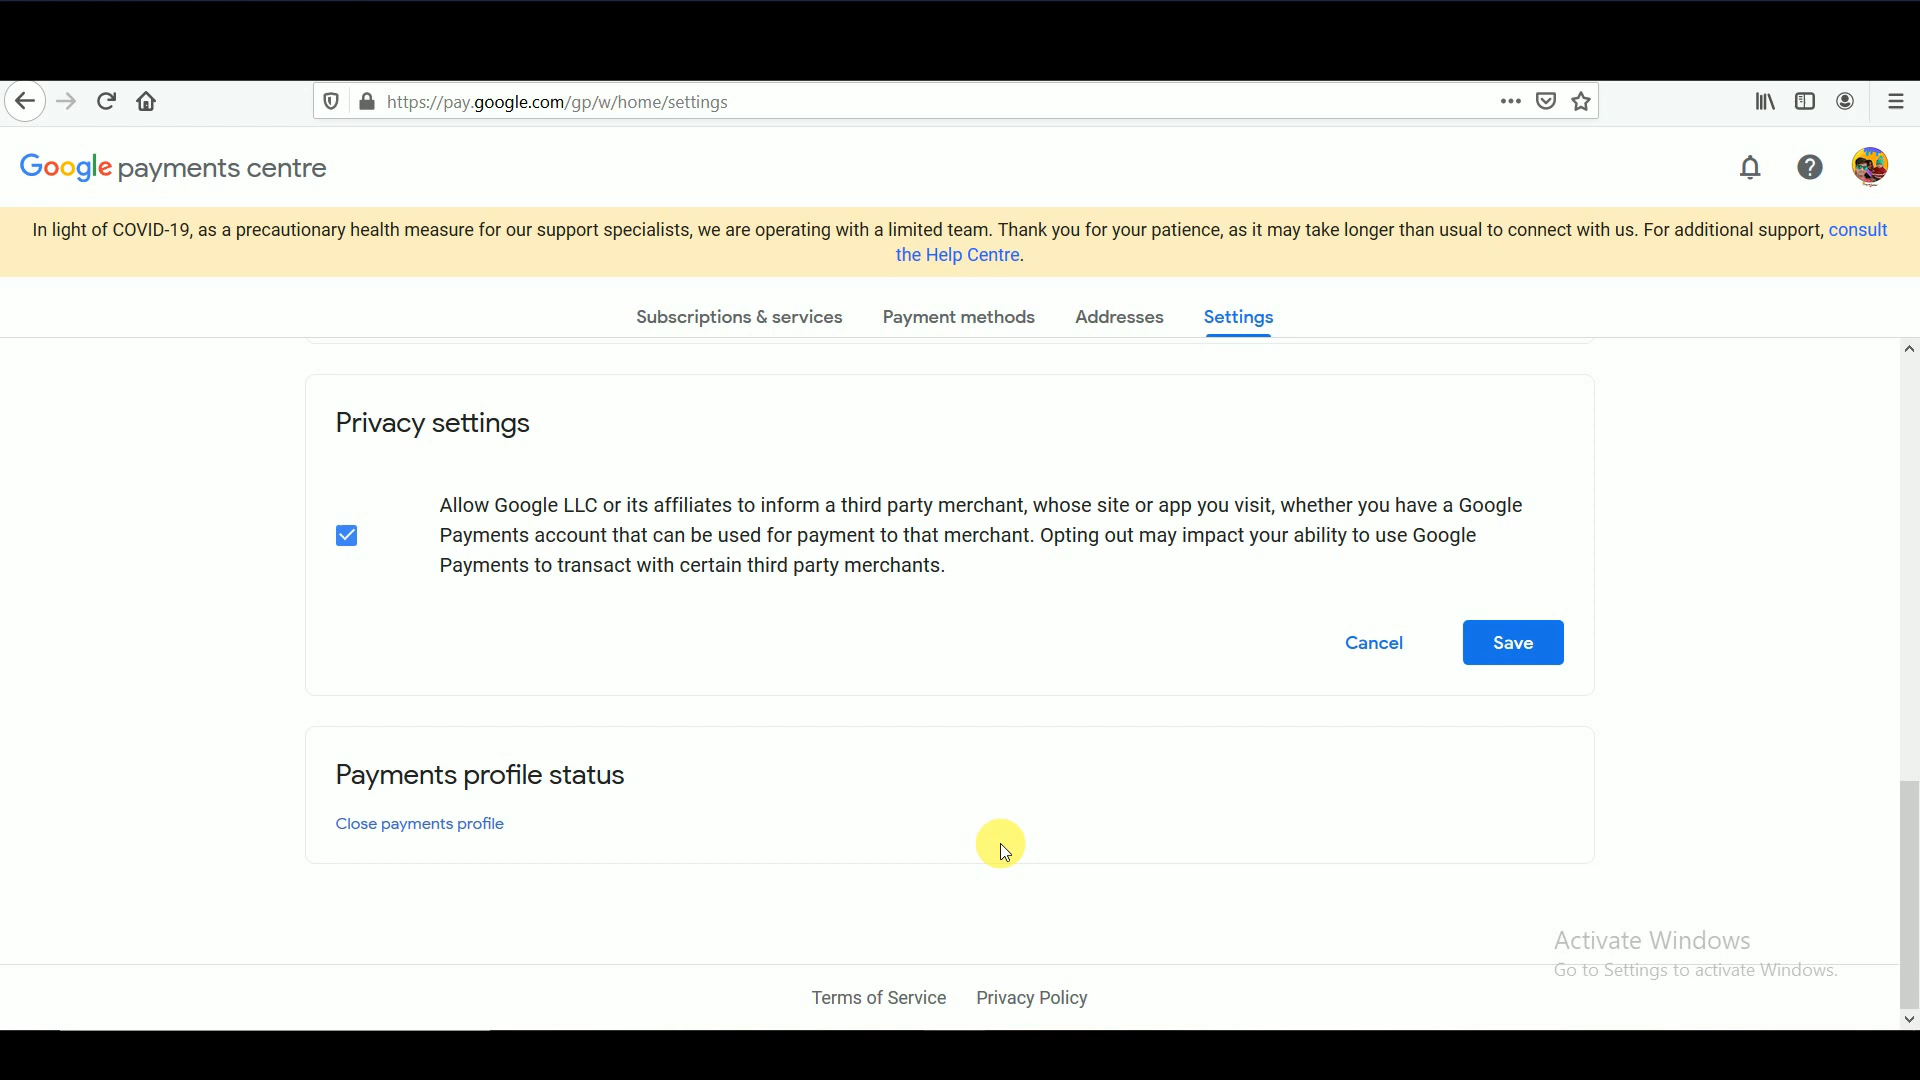 https://pay.google.com/gp/w/home/settings
Google payments centre
In light of COVID-19, as a precautionary health measure for our support specialists, we are operating with a limited team. Thank you for your patience, as it may take longer than usual to connect with us. For additional support, consult
the Help Centre.
Subscriptions & services Payment methods Addresses Settings
Privacy settings
Allow Google LLC or its affiliates to inform a third party merchant, whose site or app you visit, whether you have a Google
Payments account that can be used for payment to that merchant. Opting out may impact your ability to use Google
Payments to transact with certain third party merchants.
Cancel Save
Payments profile status
Close payments profile
Activate Windows
Go to Settings to activate Windows.
Terms of Service Privacy Policy